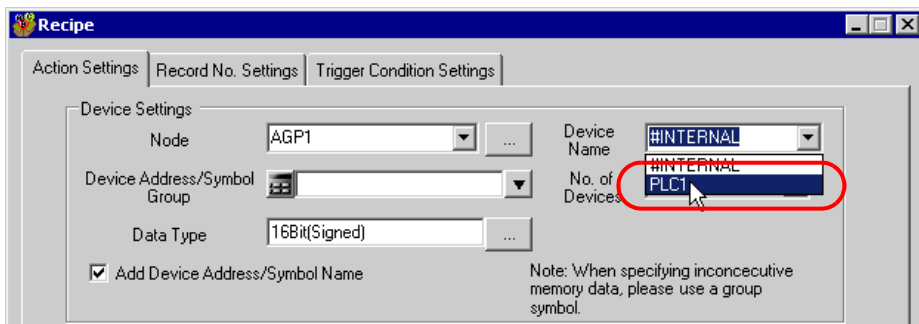 Recipe
Action Settings Record No. Settings Trigger Condition Settings
Device Settings
Node AGP1 ... Device Name #INTERNAL
#INTERNAL
Device Address/Symbol Group No. of Devices PLC1
Data Type 16Bit(Signed) ...
Add Device Address/Symbol Name
Note: When specifying inconcecutive
memory data, please use a group
symbol.